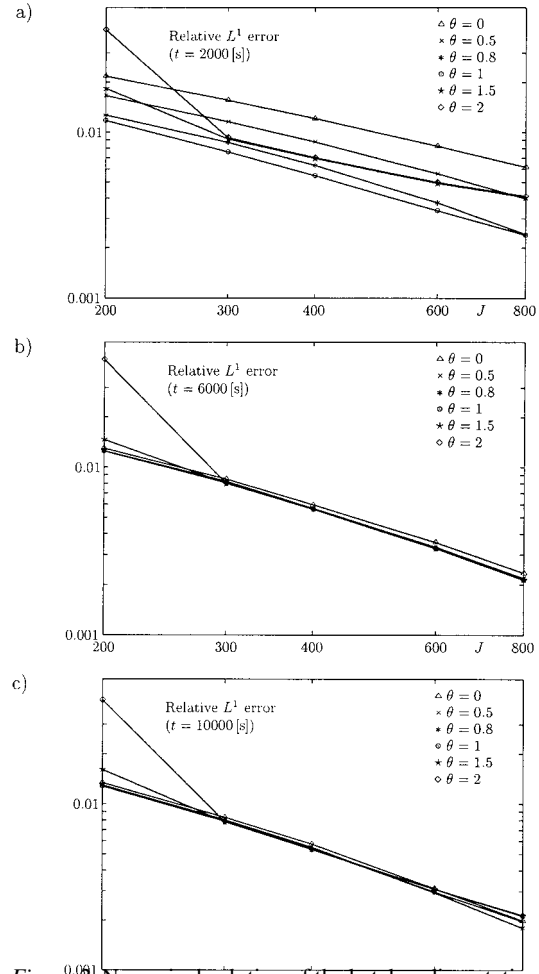 a)
Relative L¹ error
(t = 2000 [s])
θ = 0
θ = 0.5
θ = 0.8
θ = 1
θ = 1.5
θ = 2
0.01
0.001
200 300 400 600 J 800
b)
Relative L¹ error
(t = 6000 [s])
θ = 0
θ = 0.5
θ = 0.8
θ = 1
θ = 1.5
θ = 2
0.01
0.001
200 300 400 600 J 800
c)
Relative L¹ error
(t = 10000 [s])
θ = 0
θ = 0.5
θ = 0.8
θ = 1
θ = 1.5
θ = 2
0.01
0.001